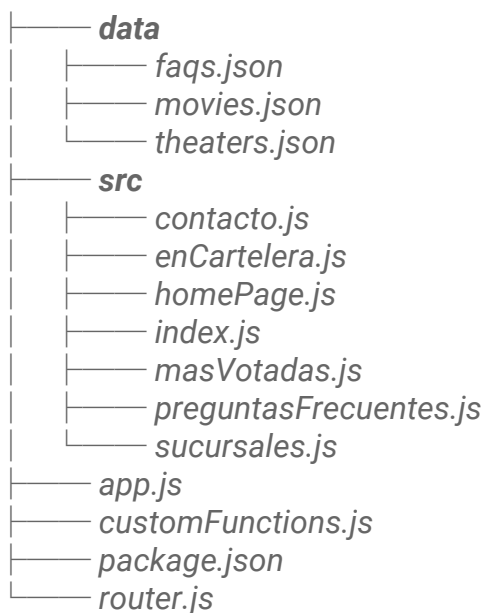 data
faqs.json
movies.json
theaters.json
src
contacto.js
enCartelera.js
homePage.js
index.js
masVotadas.js
preguntasFrecuentes.js
sucursales.js
app.js
customFunctions.js
package.json
router.js